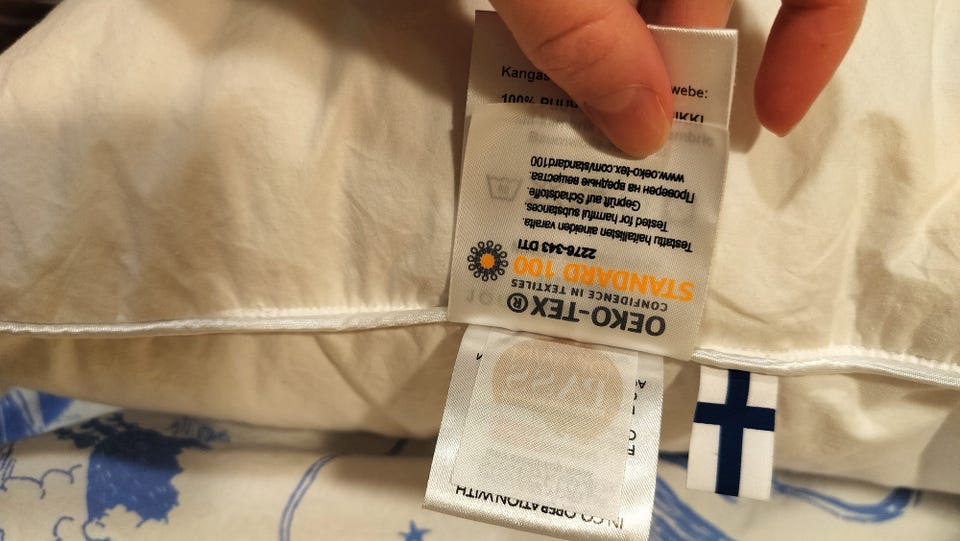 Kangas
webe:
100%
OEKO-TEX®
CONFIDENCE IN TEXTILES
STANDARD 100
2276-343 DTI
Testattu haitallisten aineiden varalta.
Tested for harmful substances.
Geprüft auf Schadstoffe.
Проверен на вредные вещества.
www.oeko-tex.com/standard100
IN CO-OPERATION WITH